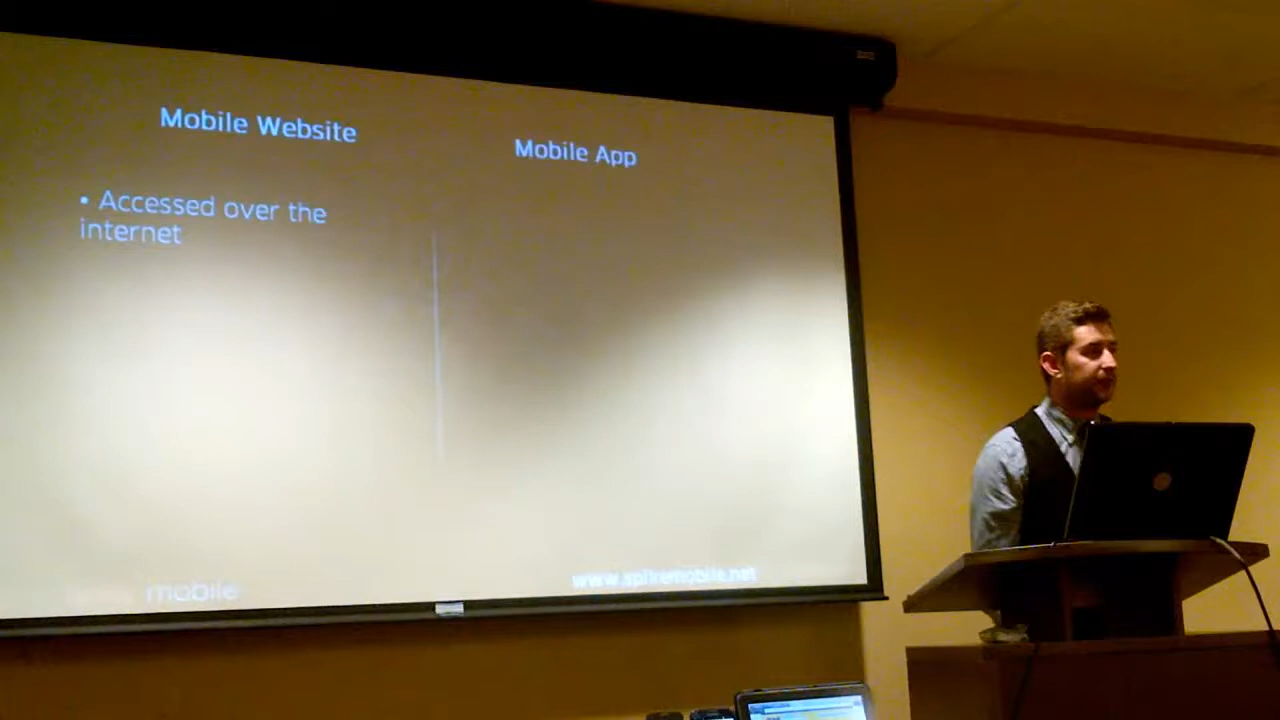 Mobile Website
Mobile App
• Accessed over the
internet
mobile